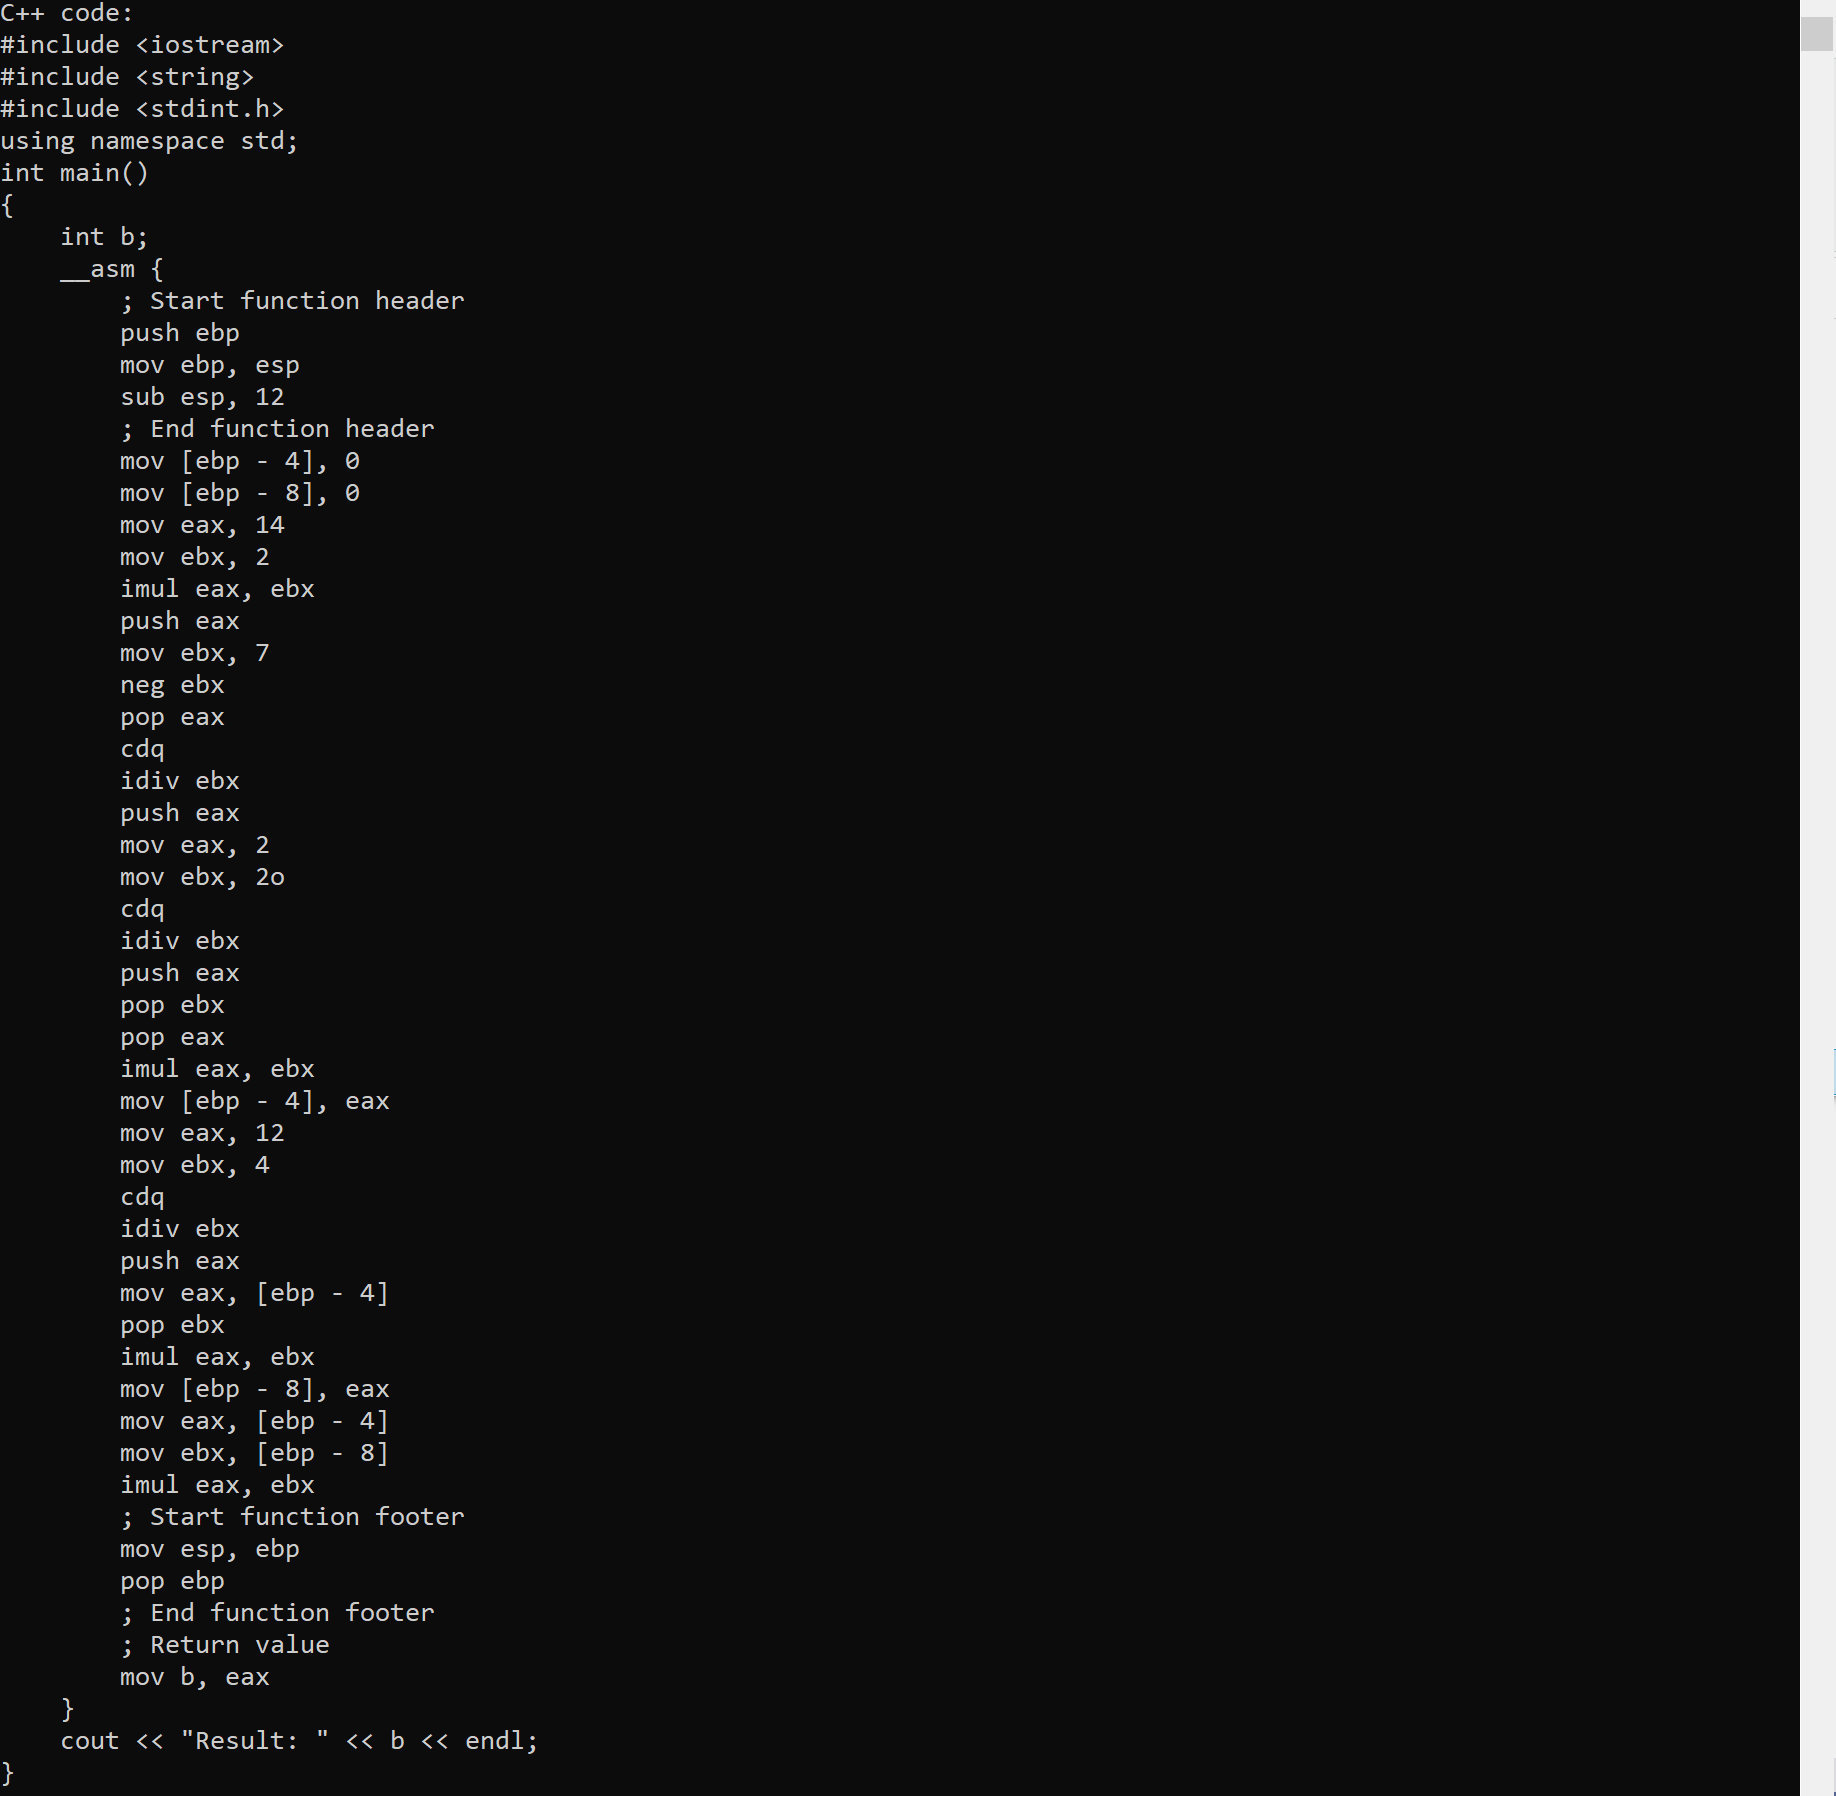 C++ code:
#include <iostream>
#include <string>
#include <stdint.h>
using namespace std;
int main()
{
    int b;
    __asm {
        ; Start function header
        push ebp
        mov ebp, esp
        sub esp, 12
        ; End function header
        mov [ebp - 4], 0
        mov [ebp - 8], 0
        mov eax, 14
        mov ebx, 2
        imul eax, ebx
        push eax
        mov ebx, 7
        neg ebx
        pop eax
        cdq
        idiv ebx
        push eax
        mov eax, 2
        mov ebx, 2o
        cdq
        idiv ebx
        push eax
        pop ebx
        pop eax
        imul eax, ebx
        mov [ebp - 4], eax
        mov eax, 12
        mov ebx, 4
        cdq
        idiv ebx
        push eax
        mov eax, [ebp - 4]
        pop ebx
        imul eax, ebx
        mov [ebp - 8], eax
        mov eax, [ebp - 4]
        mov ebx, [ebp - 8]
        imul eax, ebx
        ; Start function footer
        mov esp, ebp
        pop ebp
        ; End function footer
        ; Return value
        mov b, eax
    }
    cout << "Result: " << b << endl;
}